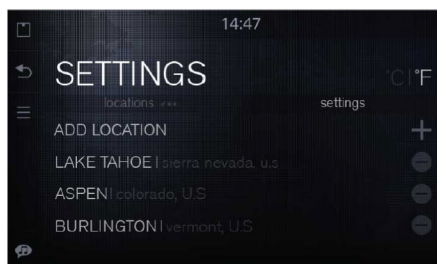 14:47
SETTINGS °C|°F
locations settings
ADD LOCATION
LAKE TAHOE | sierra nevada, u.s
ASPEN | colorado, U.S
BURLINGTON | vermont, U.S